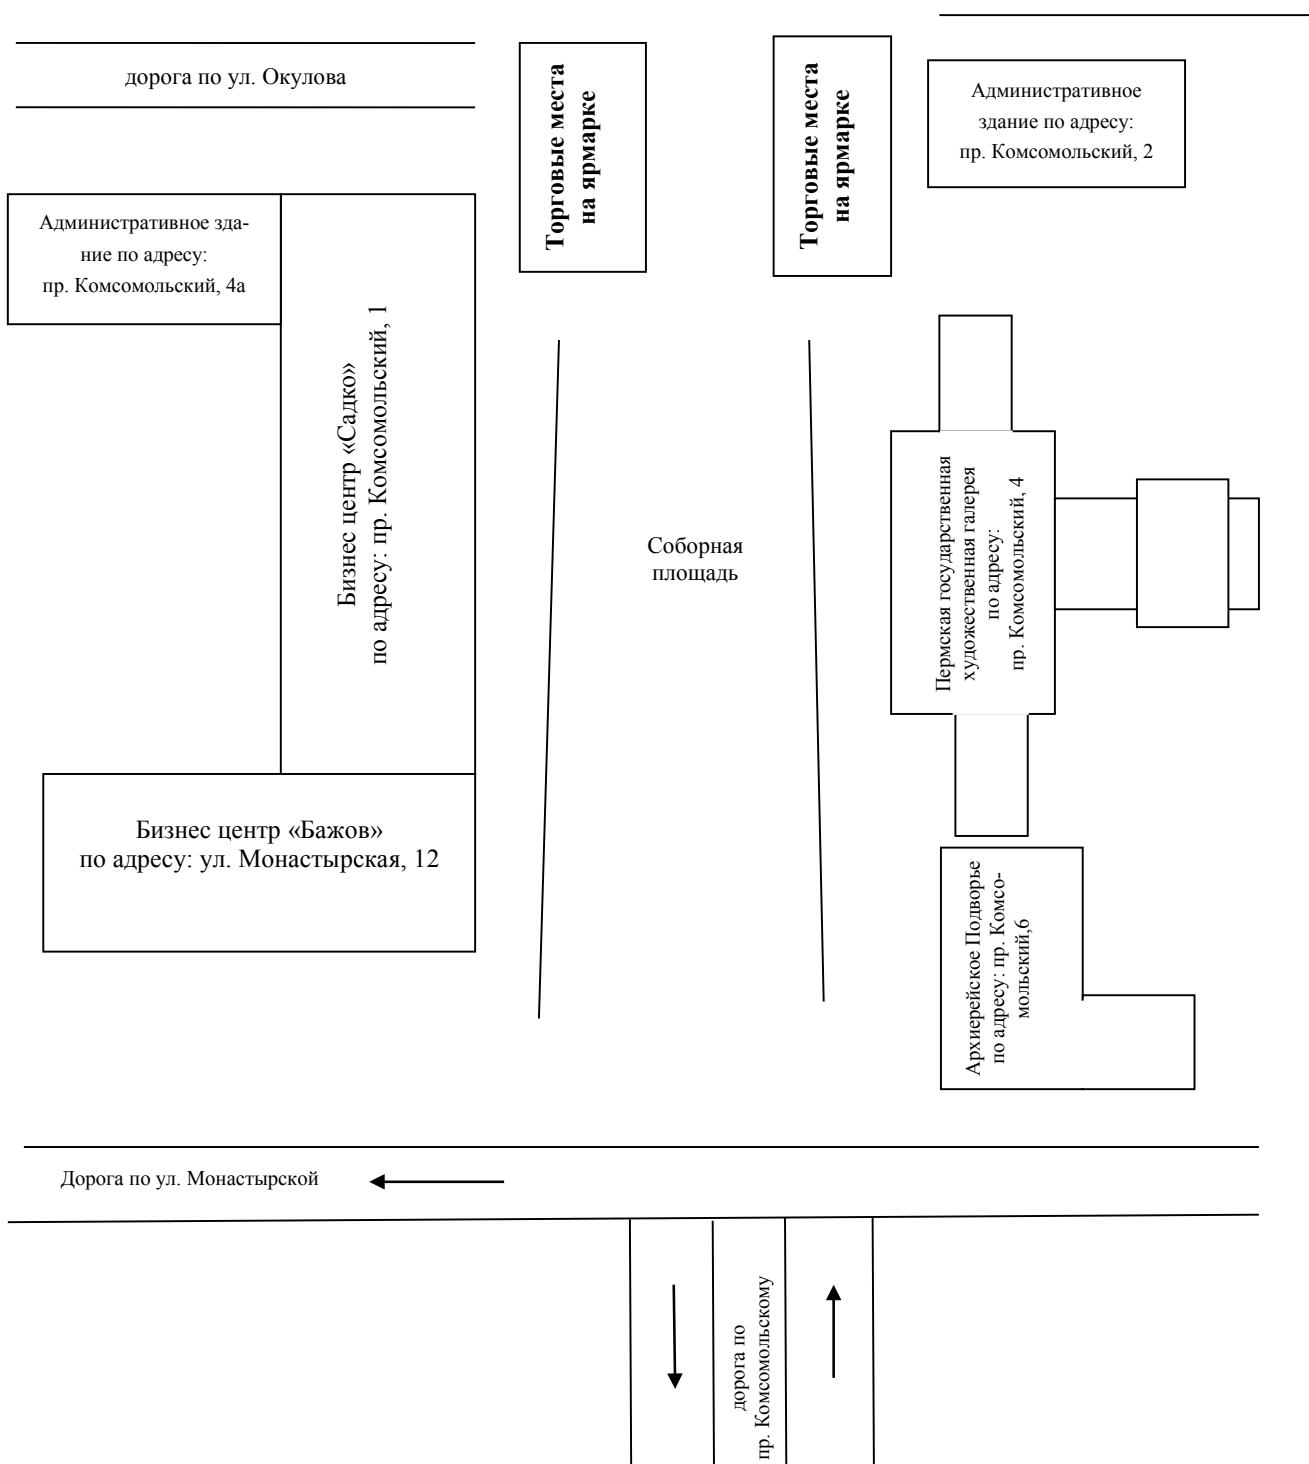 дорога по ул. Окулова
Торговые места
на ярмарке
Торговые места
на ярмарке
Административное
здание по адресу:
пр. Комсомольский, 2
Административное зда-
ние по адресу:
пр. Комсомольский, 4а
Бизнес центр «Садко»
по адресу: пр. Комсомольский, 1
Соборная
площадь
Пермская государственная
художественная галерея
по адресу:
пр. Комсомольский, 4
Бизнес центр «Бажов»
по адресу: ул. Монастырская, 12
Архиерейское Подворье
по адресу: пр. Комсо-
мольский,6
Дорога по ул. Монастырской
дорога по
пр. Комсомольскому